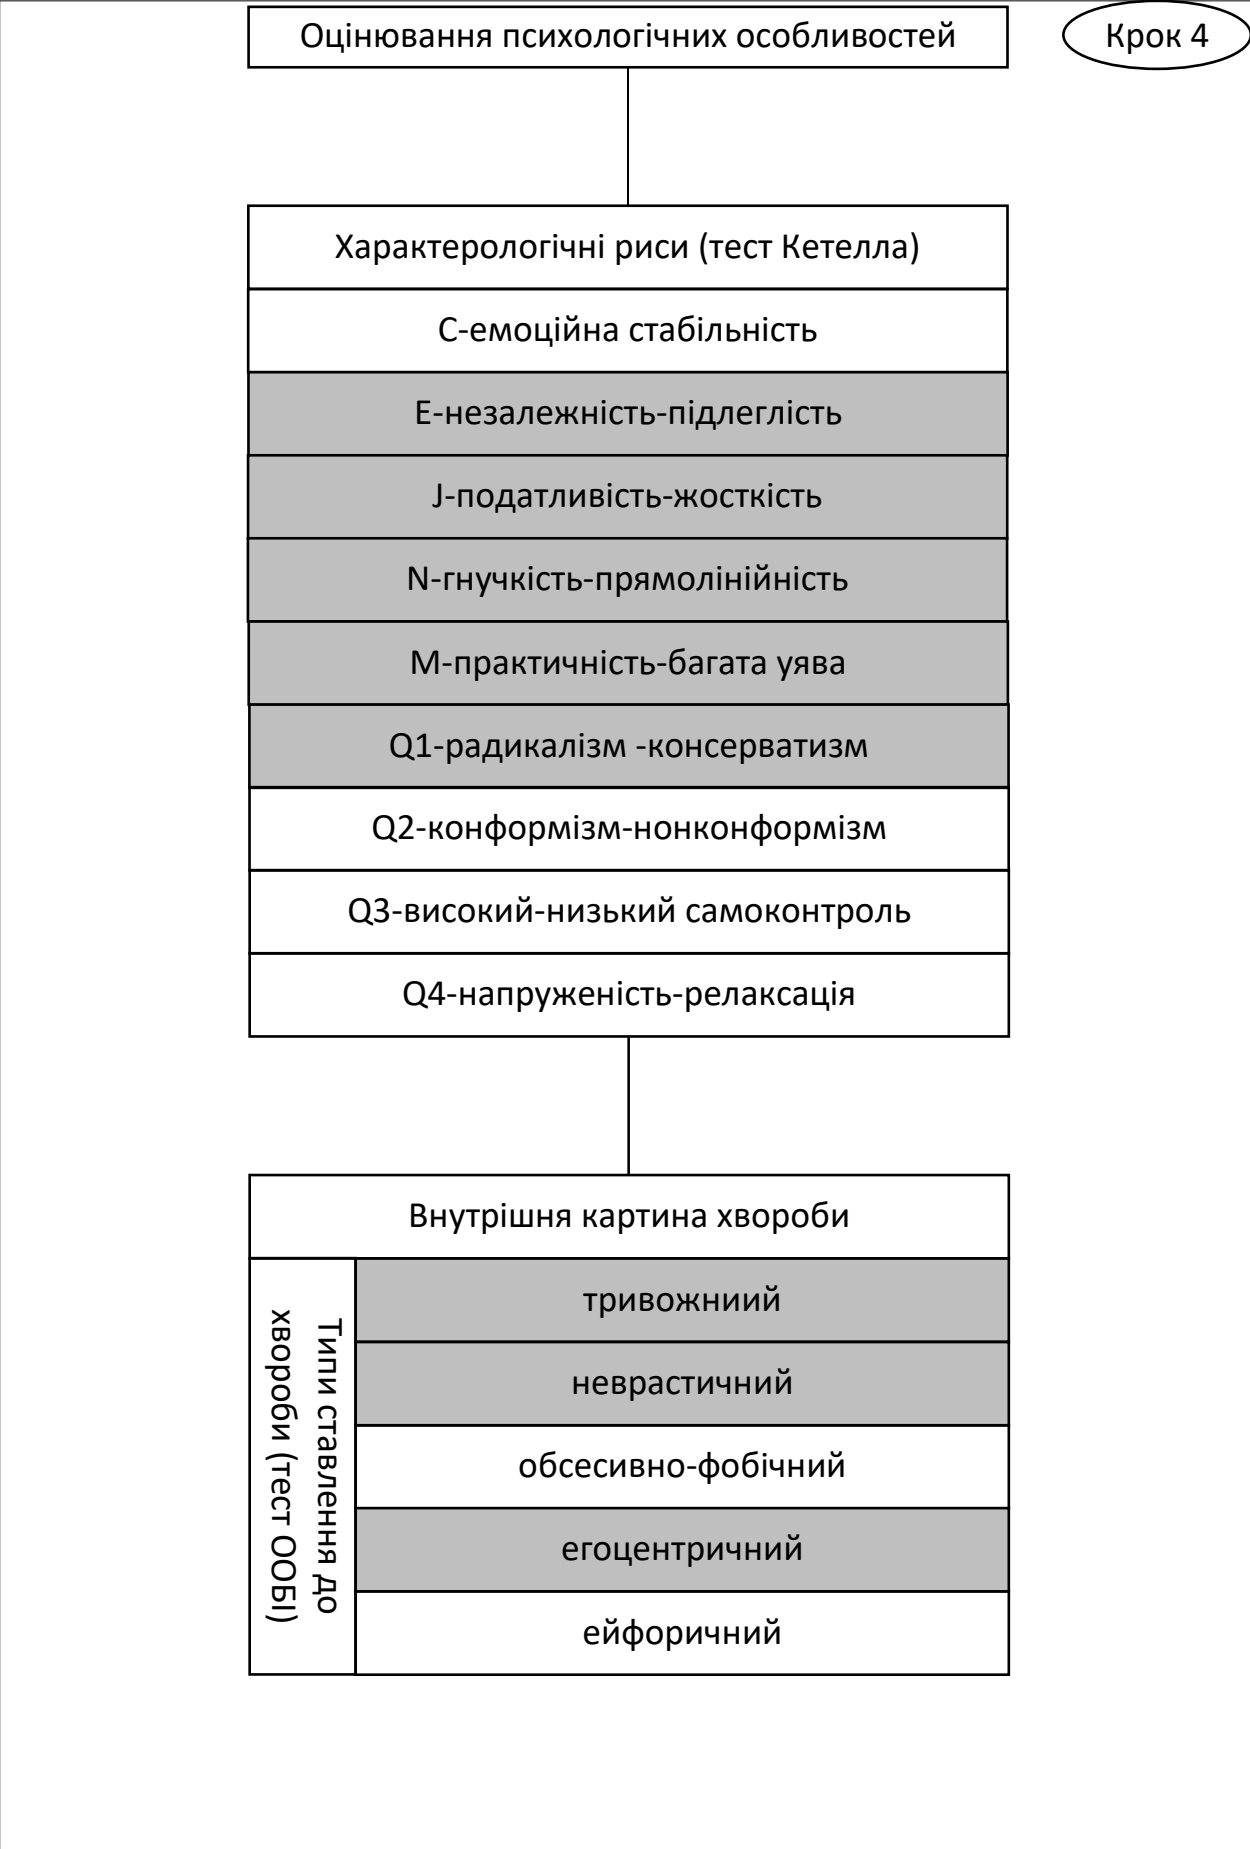 Оцінювання психологічних особливостей
Крок 4
Характерологічні риси (тест Кетелла)
С-емоційна стабільність
Е-незалежність-підлеглість
J-податливість-жосткість
N-гнучкість-прямолінійність
М-практичність-багата уява
Q1-радикалізм -консерватизм
Q2-конформізм-нонконформізм
Q3-високий-низький самоконтроль
Q4-напруженість-релаксація
Внутрішня картина хвороби
Типи ставлення до
хвороби (тест ООБІ)
тривожниий
неврастичний
обсесивно-фобічний
егоцентричний
ейфоричний